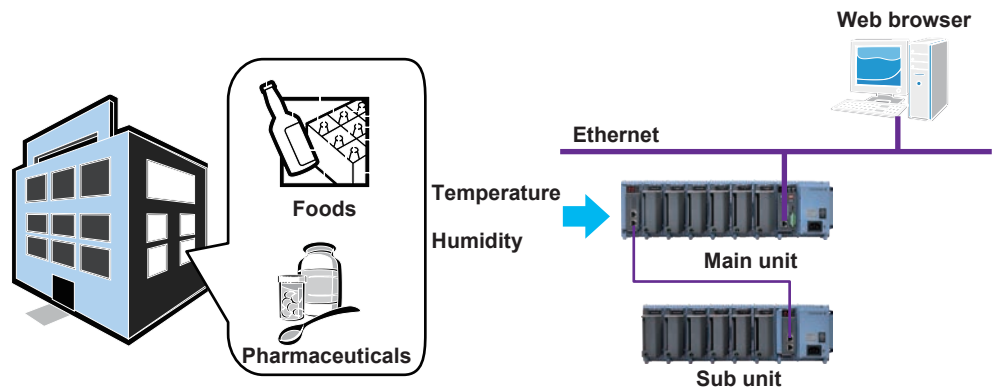 Web browser
Ethernet
Foods
Temperature
Humidity
Pharmaceuticals
Main unit
Sub unit